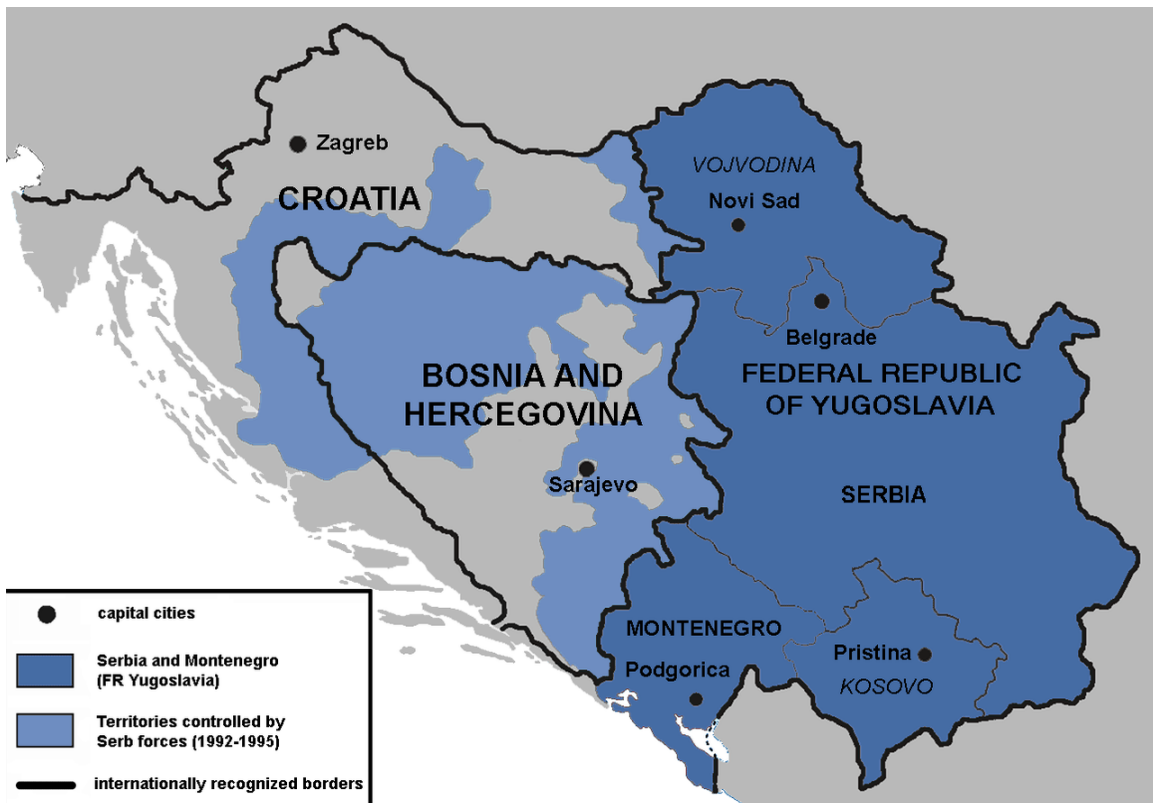 Zagreb
CROATIA
VOJVODINA
Novi Sad
Belgrade
BOSNIA AND
HERCEGOVINA
FEDERAL REPUBLIC
OF YUGOSLAVIA
Sarajevo
SERBIA
MONTENEGRO
Podgorica
Pristina
KOSOVO
capital cities
Serbia and Montenegro
(FR Yugoslavia)
Territories controlled by
Serb forces (1992-1995)
internationally recognized borders